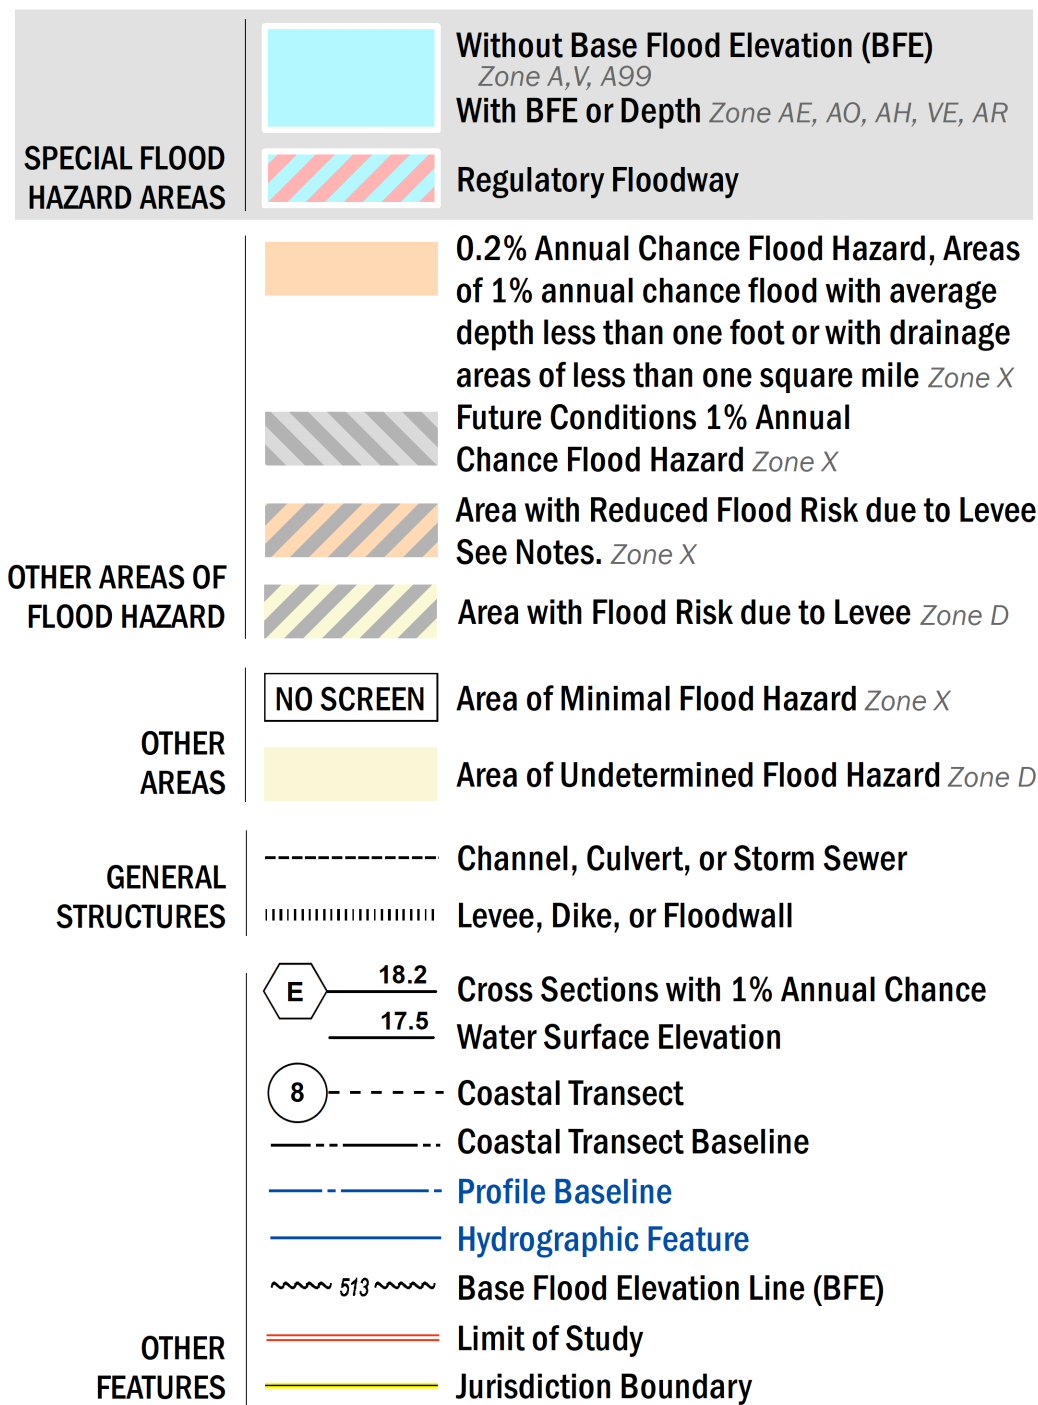 SPECIAL FLOOD
HAZARD AREAS
Without Base Flood Elevation (BFE)
Zone A,V, A99
With BFE or Depth Zone AE, AO, AH, VE, AR
Regulatory Floodway
OTHER AREAS OF
FLOOD HAZARD
0.2% Annual Chance Flood Hazard, Areas
of 1% annual chance flood with average
depth less than one foot or with drainage
areas of less than one square mile Zone X
Future Conditions 1% Annual
Chance Flood Hazard Zone X
Area with Reduced Flood Risk due to Levee
See Notes. Zone X
Area with Flood Risk due to Levee Zone D
OTHER
AREAS
NO SCREEN Area of Minimal Flood Hazard Zone X
Area of Undetermined Flood Hazard Zone D
GENERAL
STRUCTURES
Channel, Culvert, or Storm Sewer
Levee, Dike, or Floodwall
OTHER
FEATURES
E 18.2 Cross Sections with 1% Annual Chance
17.5 Water Surface Elevation
8 Coastal Transect
Coastal Transect Baseline
Profile Baseline
Hydrographic Feature
513 Base Flood Elevation Line (BFE)
Limit of Study
Jurisdiction Boundary